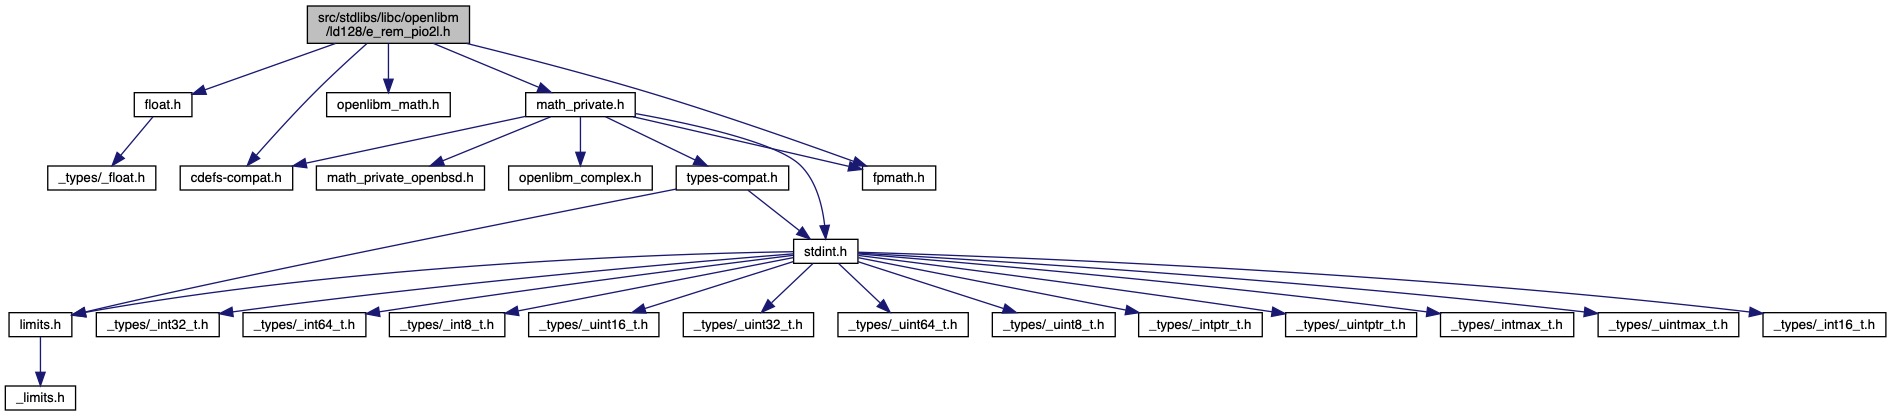 src/stdlibs/libc/openlibm
/ld128/e_rem_pio2l.h
float.h
openlibm_math.h
math_private.h
_types/_float.h
cdefs-compat.h
math_private_openbsd.h
openlibm_complex.h
types-compat.h
fpmath.h
stdint.h
limits.h
_types/_int32_t.h
_types/_int64_t.h
_types/_int8_t.h
_types/_uint16_t.h
_types/_uint32_t.h
_types/_uint64_t.h
_types/_uint8_t.h
_types/_intptr_t.h
_types/_uintptr_t.h
_types/_intmax_t.h
_types/_uintmax_t.h
_types/_int16_t.h
_limits.h